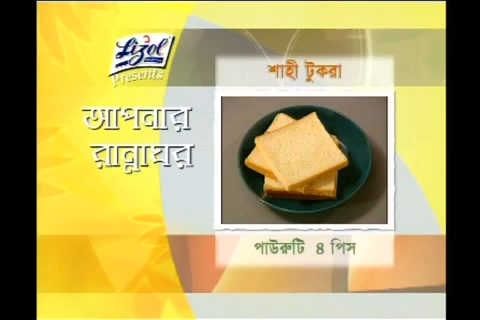 Lizol
Presents
আপনার
রান্নাঘর
শাহী টুকরা
পাউরুটি ৪ পিস